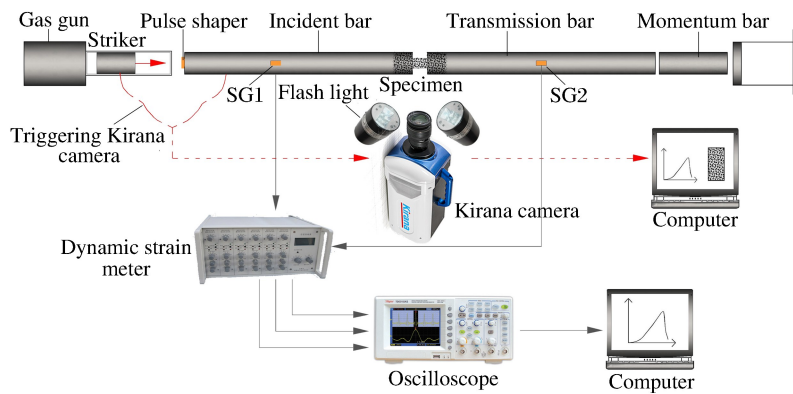 Gas gun
Striker
Pulse shaper
Incident bar
Transmission bar
Momentum bar
SG1
Flash light
Specimen
SG2
Triggering Kirana
camera
Kirana
Kirana camera
Computer
Dynamic strain
meter
Oscilloscope
Computer